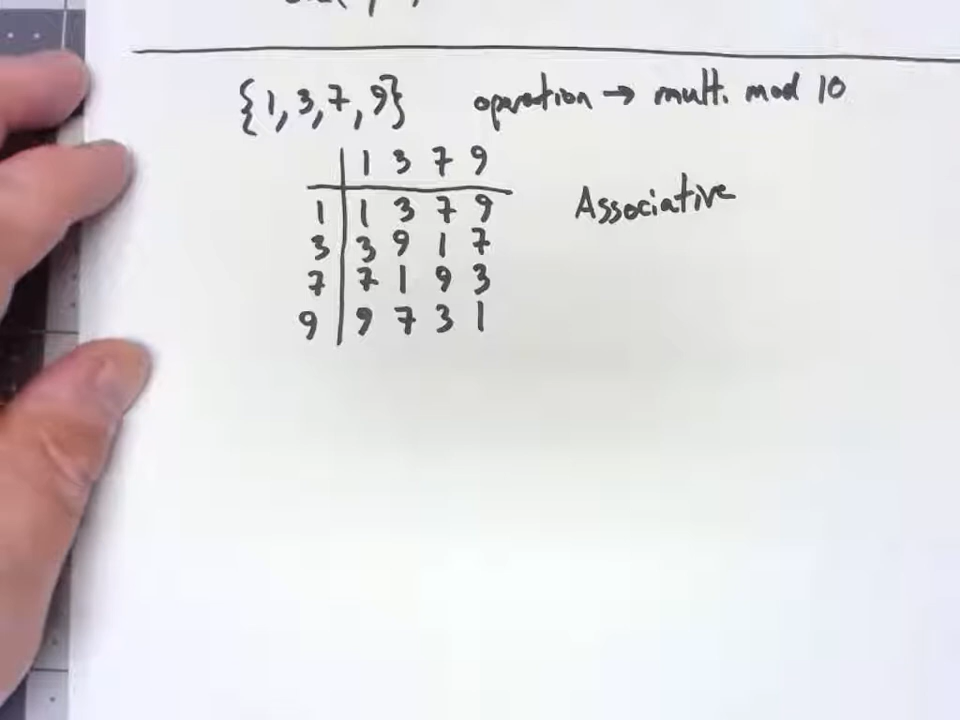 {1, 3, 7, 9} operation → mult. mod 10
1 3 7 9
1 1 3 7 9
3 3 9 1 7
7 7 1 9 3
9 9 7 3 1
Associative